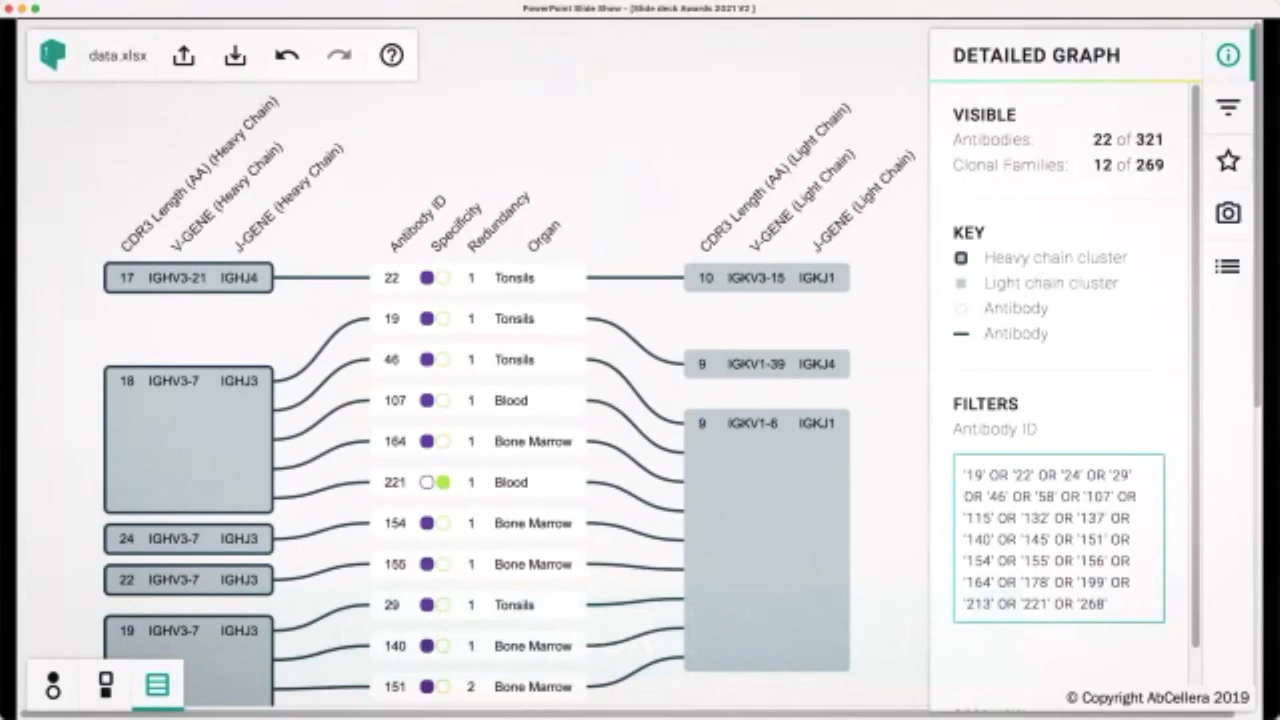 PowerPoint Slide Show - [Slide deck Awards 2021 V2 ]
data.xlsx
CDR3 Length (AA) (Heavy Chain)
V-GENE (Heavy Chain)
J-GENE (Heavy Chain)
Antibody ID
Specificity
Redundancy
Organ
CDR3 Length (AA) (Light Chain)
V-GENE (Light Chain)
J-GENE (Light Chain)
17 IGHV3-21 IGHJ4
22 1 Tonsils
10 IGKV3-15 IGKJ1
19 1 Tonsils
46 1 Tonsils
9 IGKV1-39 IGKJ4
18 IGHV3-7 IGHJ3
107 1 Blood
9 IGKV1-6 IGKJ1
164 1 Bone Marrow
221 1 Blood
154 1 Bone Marrow
24 IGHV3-7 IGHJ3
155 1 Bone Marrow
22 IGHV3-7 IGHJ3
29 1 Tonsils
19 IGHV3-7 IGHJ3
140 1 Bone Marrow
151 2 Bone Marrow
DETAILED GRAPH
VISIBLE
Antibodies: 22 of 321
Clonal Families: 12 of 269
KEY
Heavy chain cluster
Light chain cluster
Antibody
Antibody
FILTERS
Antibody ID
'19' OR '22' OR '24' OR '29'
OR '46' OR '58' OR '107' OR
'115' OR '132' OR '137' OR
'140' OR '145' OR '151' OR
'154' OR '155' OR '156' OR
'164' OR '178' OR '199' OR
'213' OR '221' OR '268'
© Copyright AbCellera 2019